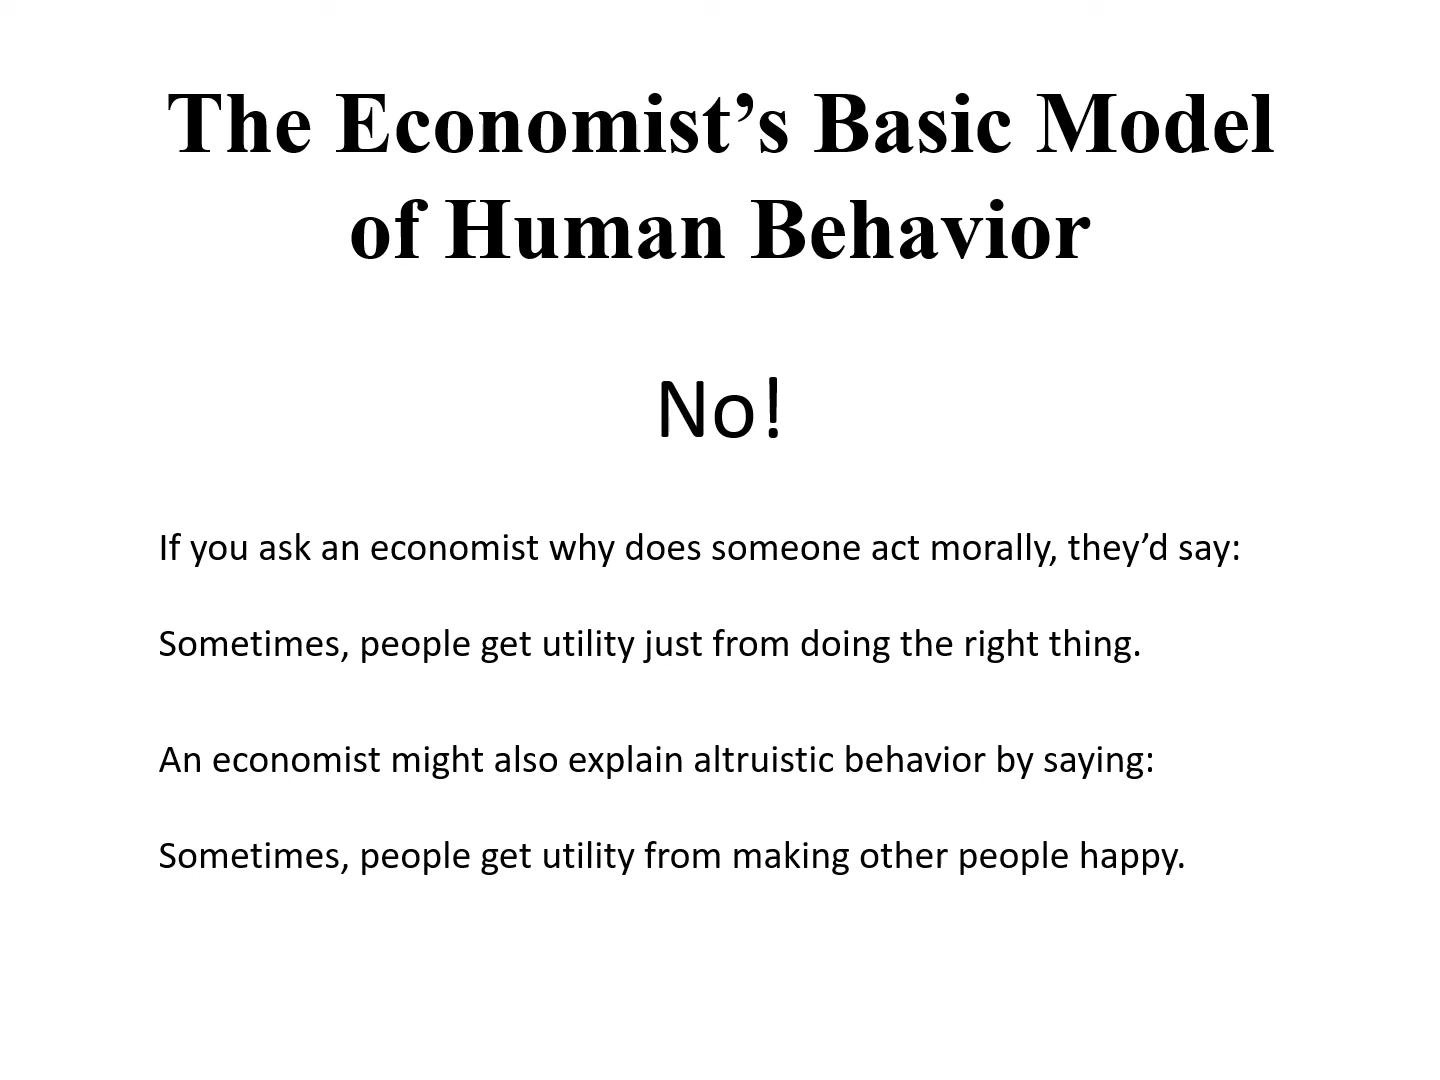 The Economist’s Basic Model
of Human Behavior
No!
If you ask an economist why does someone act morally, they’d say:
Sometimes, people get utility just from doing the right thing.
An economist might also explain altruistic behavior by saying:
Sometimes, people get utility from making other people happy.